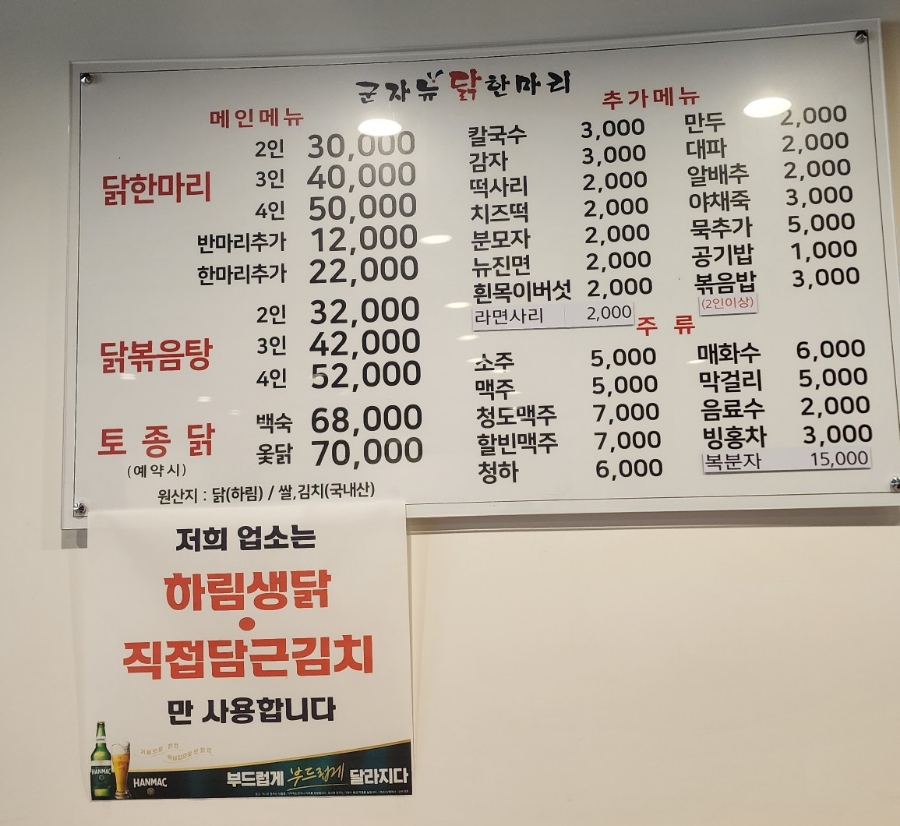 군자뉴 닭한마리
메인메뉴
닭한마리
2인 30,000
3인 40,000
4인 50,000
반마리추가 12,000
한마리추가 22,000
닭볶음탕
2인 32,000
3인 42,000
4인 52,000
토종닭
(예약시)
백숙 68,000
옻닭 70,000
원산지 : 닭(하림) / 쌀,김치(국내산)
추가메뉴
칼국수 3,000
감자 3,000
떡사리 2,000
치즈떡 2,000
분모자 2,000
뉴진면 2,000
흰목이버섯 2,000
라면사리 2,000
만두 2,000
대파 2,000
알배추 2,000
야채죽 3,000
묵추가 5,000
공기밥 1,000
볶음밥 3,000
(2인이상)
주류
소주 5,000
맥주 5,000
청도맥주 7,000
할빈맥주 7,000
청하 6,000
매화수 6,000
막걸리 5,000
음료수 2,000
빙홍차 3,000
복분자 15,000
저희 업소는
하림생닭
•
직접담근김치
만 사용합니다
HANMAC
HANMAC
부드럽게 부드럽게 달라지다